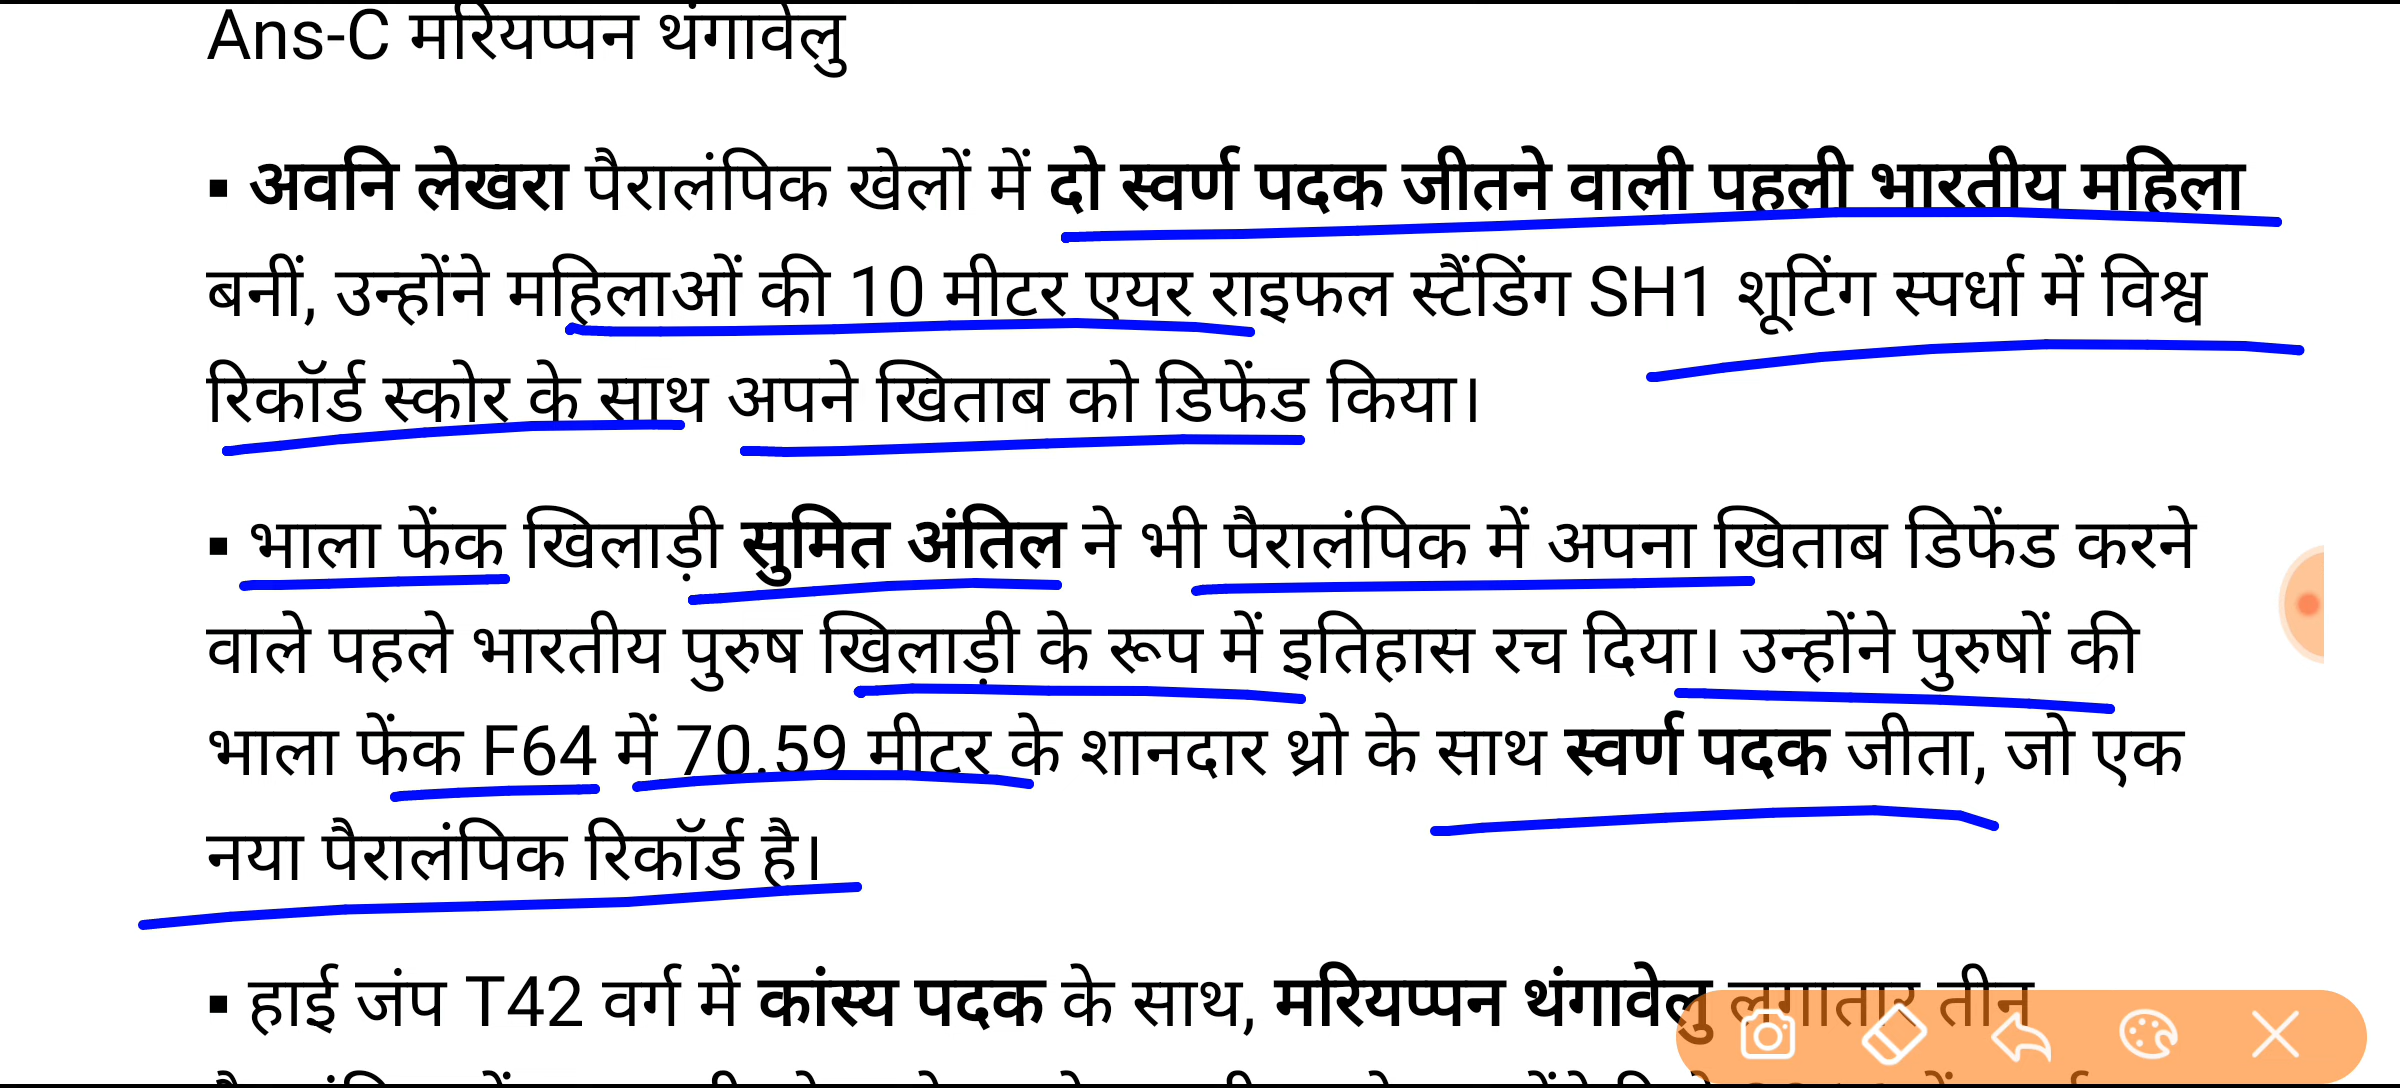 Ans-C मरियप्पन थंगावेलु
▪ अवनि लेखरा पैरालंपिक खेलों में दो स्वर्ण पदक जीतने वाली पहली भारतीय महिला
बनीं, उन्होंने महिलाओं की 10 मीटर एयर राइफल स्टैंडिंग SH1 शूटिंग स्पर्धा में विश्व
रिकॉर्ड स्कोर के साथ अपने खिताब को डिफेंड किया।
▪ भाला फेंक खिलाड़ी सुमित अंतिल ने भी पैरालंपिक में अपना खिताब डिफेंड करने
वाले पहले भारतीय पुरुष खिलाड़ी के रूप में इतिहास रच दिया। उन्होंने पुरुषों की
भाला फेंक F64 में 70.59 मीटर के शानदार थ्रो के साथ स्वर्ण पदक जीता, जो एक
नया पैरालंपिक रिकॉर्ड है।
▪ हाई जंप T42 वर्ग में कांस्य पदक के साथ, मरियप्पन थंगावेलु लगातार तीन